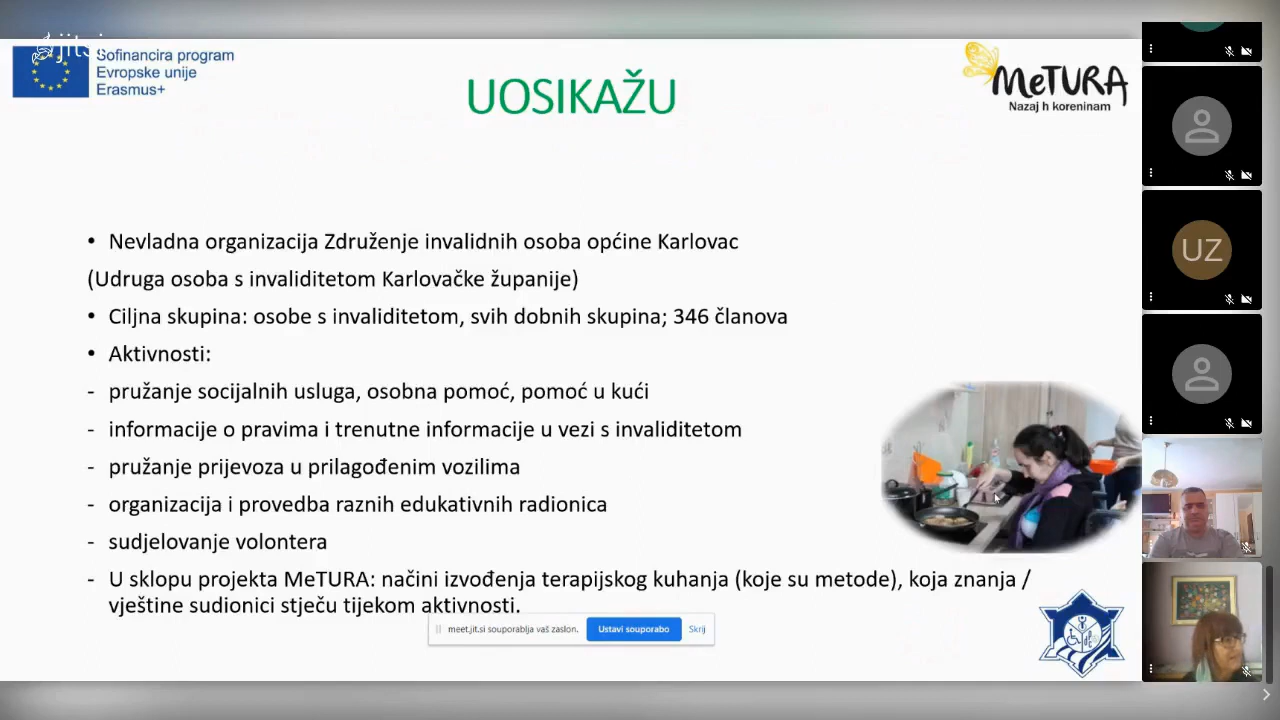 jitsi
Sofinancira program
Evropske unije
Erasmus+
UOSIKAŽU
MeTURA
Nazaj h koreninam
• Nevladna organizacija Združenje invalidnih osoba općine Karlovac
(Udruga osoba s invaliditetom Karlovačke županije)
• Ciljna skupina: osobe s invaliditetom, svih dobnih skupina; 346 članova
• Aktivnosti:
- pružanje socijalnih usluga, osobna pomoć, pomoć u kući
- informacije o pravima i trenutne informacije u vezi s invaliditetom
- pružanje prijevoza u prilagođenim vozilima
- organizacija i provedba raznih edukativnih radionica
- sudjelovanje volontera
- U sklopu projekta MeTURA: načini izvođenja terapijskog kuhanja (koje su metode), koja znanja /
vještine sudionici stječu tijekom aktivnosti.
meet.jit.si souporablja vaš zaslon. Ustavi souporabo Skrij
UZ